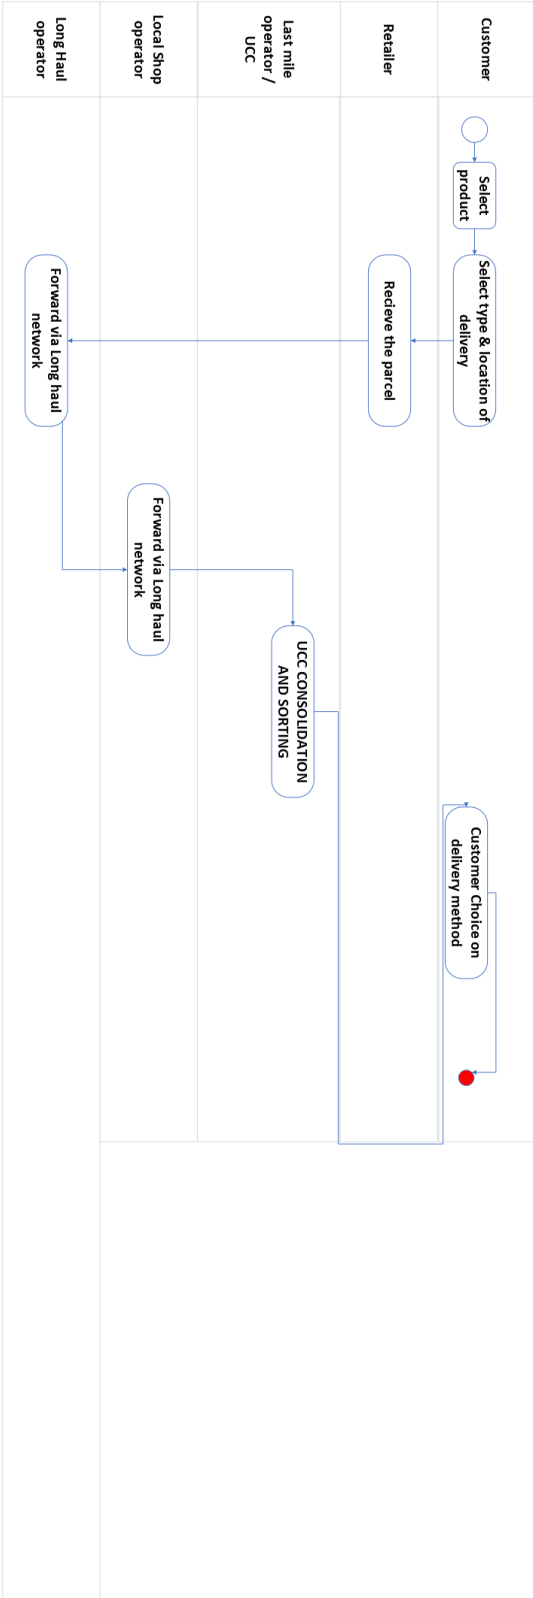 Customer
Retailer
Last mile
operator /
UCC
Local Shop
operator
Long Haul
operator
Select
product
Select type & location of
delivery
Recieve the parcel
Forward via Long haul
network
Forward via Long haul
network
UCC CONSOLIDATION
AND SORTING
Customer Choice on
delivery method